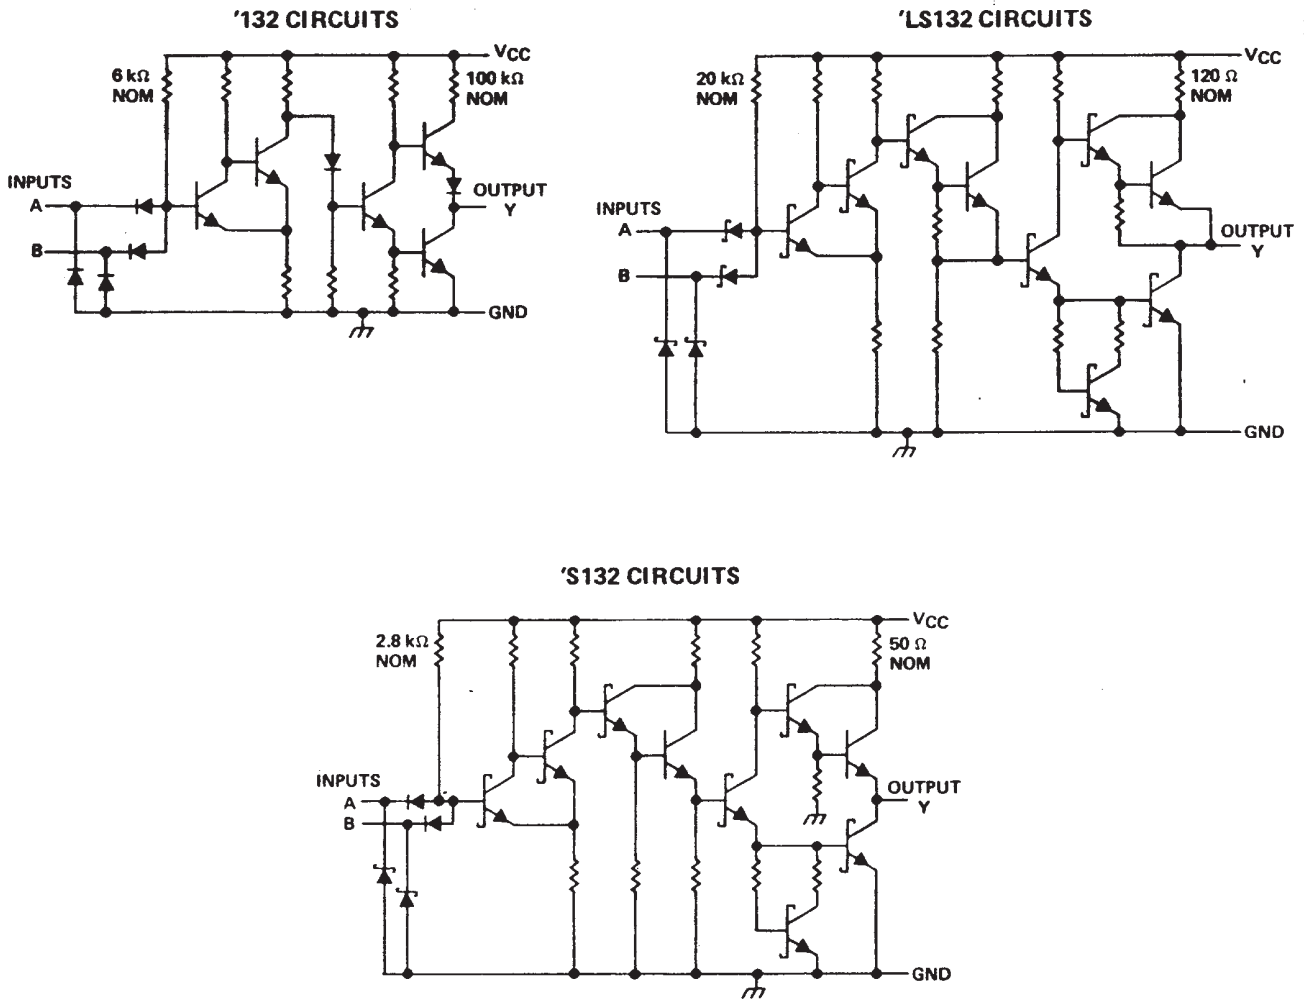 '132 CIRCUITS
VCC
6 kΩ
NOM
100 kΩ
NOM
INPUTS
A
B
OUTPUT
Y
GND
'LS132 CIRCUITS
VCC
20 kΩ
NOM
120 Ω
NOM
INPUTS
A
B
OUTPUT
Y
GND
'S132 CIRCUITS
VCC
2.8 kΩ
NOM
50 Ω
NOM
INPUTS
A
B
OUTPUT
Y
GND